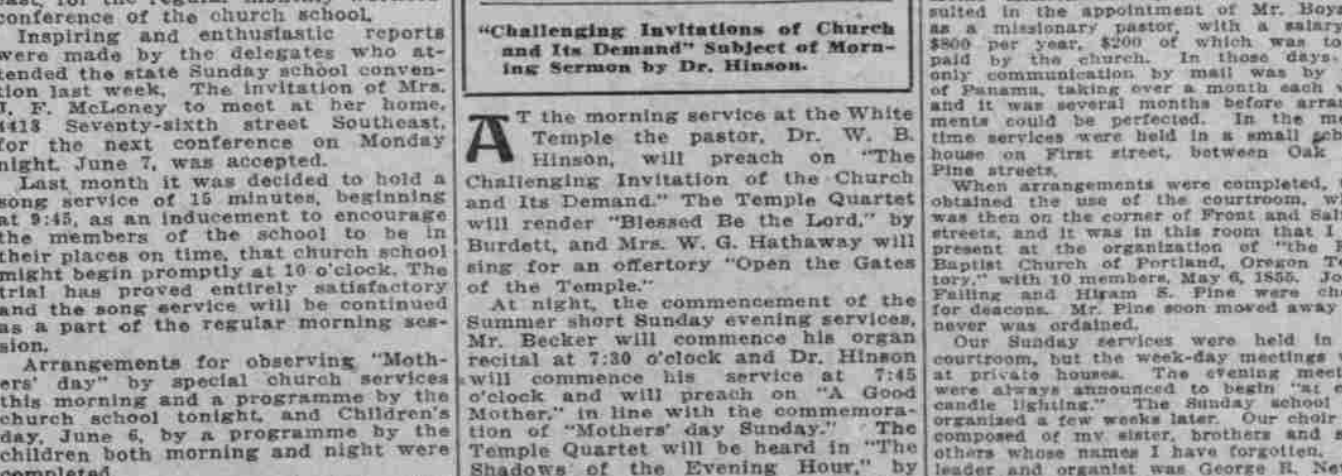 conference of the church school.
Inspiring and enthusiastic reports
were made by the delegates who at-
tended the state Sunday school conven-
tion last week. The invitation of Mrs.
J. F. McLoney to meet at her home,
4418 Seventy-sixth street Southeast,
for the next conference on Monday
night, June 7, was accepted.
Last month it was decided to hold a
song service of 15 minutes, beginning
at 9:45, as an inducement to encourage
the members of the school to be in
their places on time, that church school
might begin promptly at 10 o'clock. The
trial has proved entirely satisfactory
and the song service will be continued
as a part of the regular morning ses-
sion.
Arrangements for observing "Moth-
ers' day" by special church services
this morning and a programme by the
church school tonight, and Children's
day, June 6, by a programme by the
children both morning and night were
completed.
"Challenging Invitations of Church
and Its Demand" Subject of Morn-
ing Sermon by Dr. Hinson.
AT the morning service at the White
Temple the pastor, Dr. W. B.
Hinson, will preach on "The
Challenging Invitation of the Church
and Its Demand." The Temple Quartet
will render "Blessed Be the Lord," by
Burdett, and Mrs. W. G. Hathaway will
sing for an offertory "Open the Gates
of the Temple."
At night, the commencement of the
Summer short Sunday evening services,
Mr. Becker will commence his organ
recital at 7:30 o'clock and Dr. Hinson
will commence his service at 7:45
o'clock and will preach on "A Good
Mother," in line with the commemora-
tion of "Mothers' day Sunday." The
Temple Quartet will be heard in "The
Shadows of the Evening Hour," by
sulted in the appointment of Mr. Boy
as a missionary pastor, with a salary
$800 per year, $200 of which was to
paid by the church. In those days
only communication by mail was by
of Panama, taking over a month each
and it was several months before arra
ments could be perfected. In the me
time services were held in a small sch
house on First street, between Oak
Pine streets.
When arrangements were completed,
obtained the use of the courtroom, w
was then on the corner of Front and Sal
streets, and it was in this room that I
present at the organization of "the
Baptist Church of Portland, Oregon Te
tory," with 10 members, May 6, 1855. Jo
Failing and Hiram S. Pine were cho
for deacons. Mr. Pine soon moved away
never was ordained.
Our Sunday services were held in
courtroom, but the week-day meetings
at private houses. The evening meet
were always announced to begin "at
candle lighting." The Sunday school
organized a few weeks later. Our choir
composed of my sister, brothers and
others whose names I have forgotten.
leader and organist was George R.